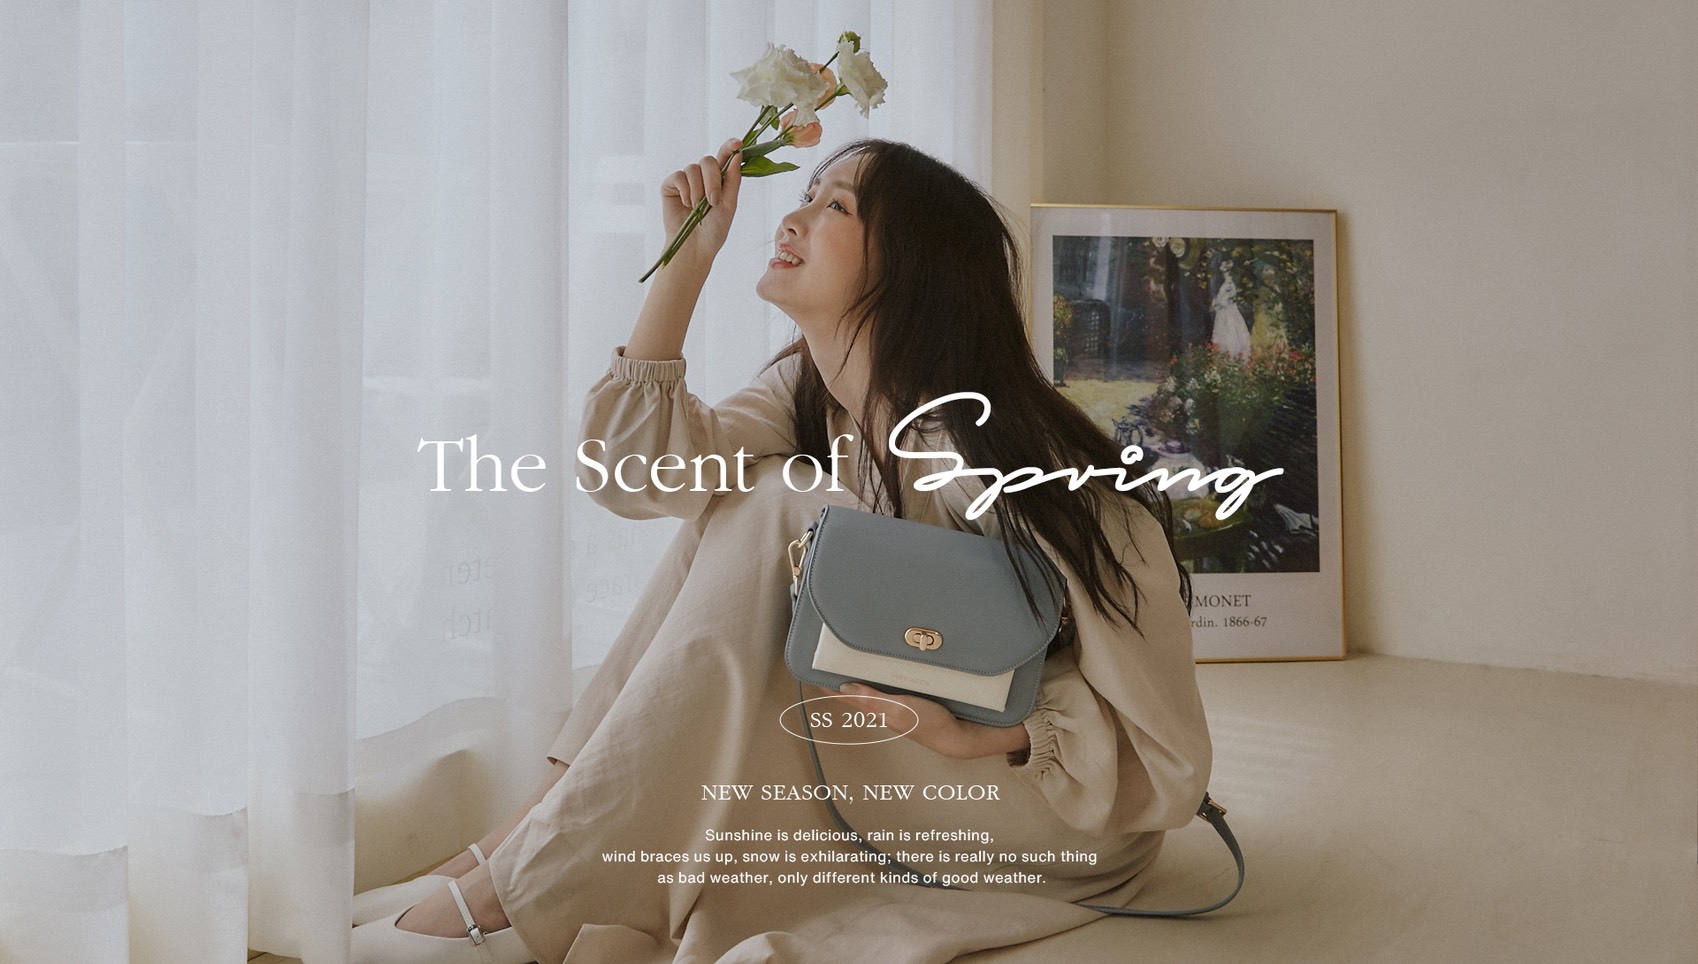 The Scent of Spring
MONET
rdin. 1866-67
SS 2021
NEW SEASON, NEW COLOR
Sunshine is delicious, rain is refreshing,
wind braces us up, snow is exhilarating; there is really no such thing
as bad weather, only different kinds of good weather.